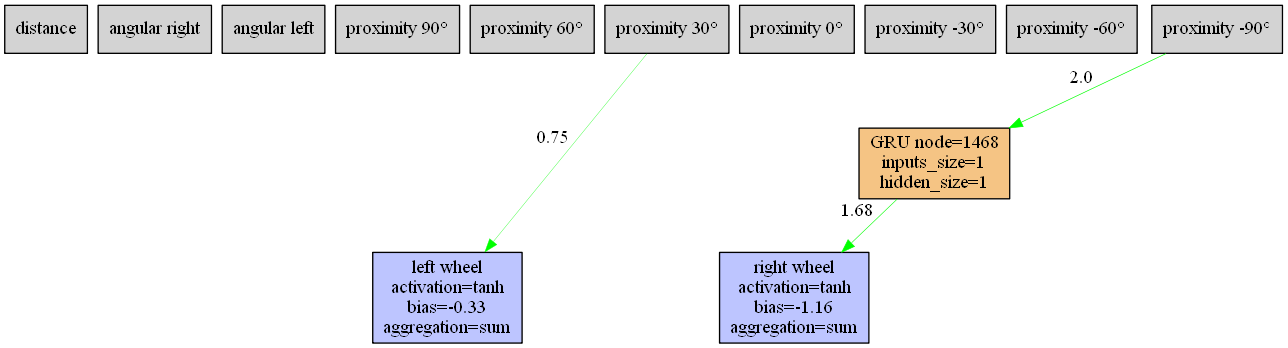 distance
angular right
angular left
proximity 90°
proximity 60°
proximity 30°
proximity 0°
proximity -30°
proximity -60°
proximity -90°
2.0
0.75
GRU node=1468
inputs_size=1
hidden_size=1
1.68
left wheel
activation=tanh
bias=-0.33
aggregation=sum
right wheel
activation=tanh
bias=-1.16
aggregation=sum